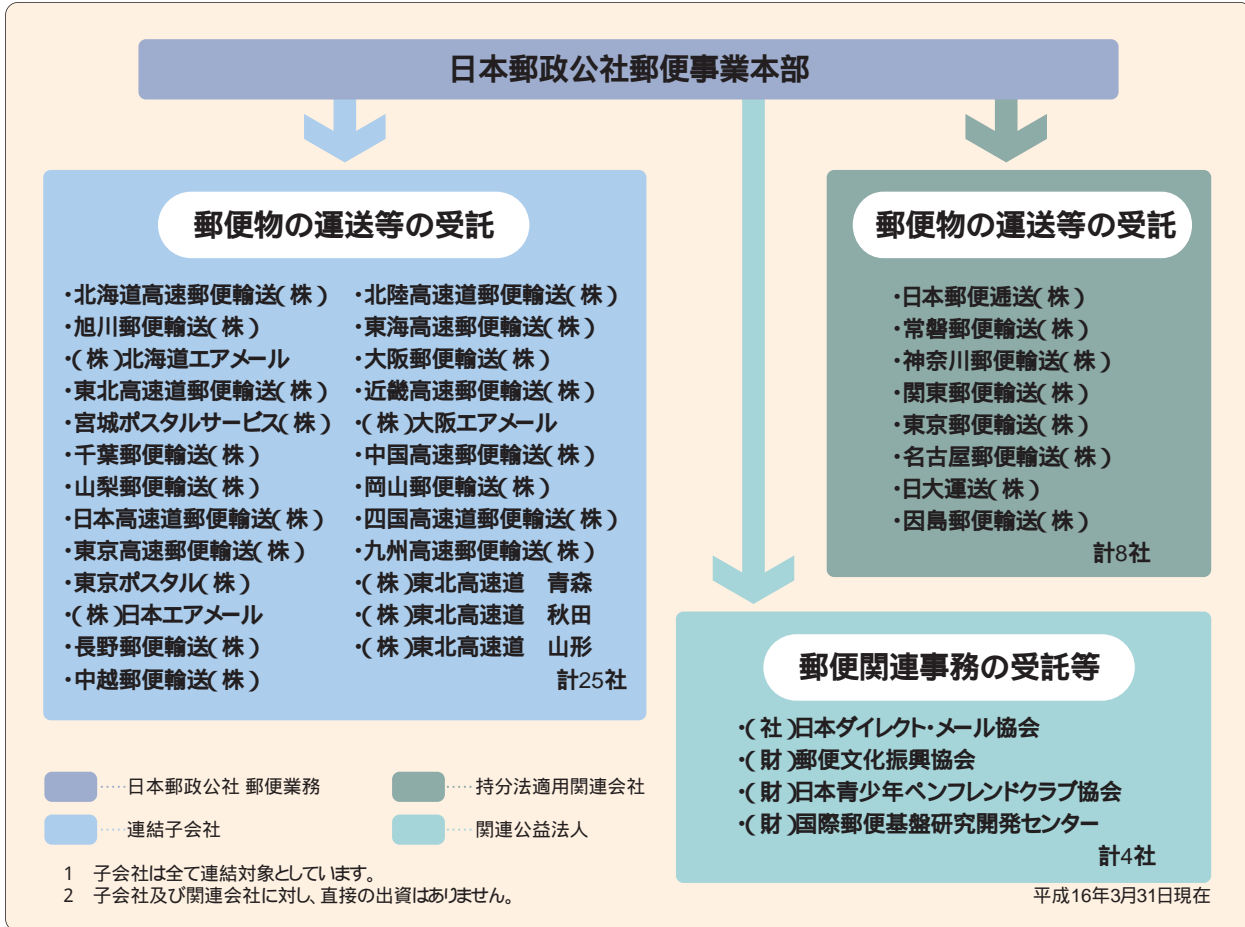 日本郵政公社郵便事業本部
郵便物の運送等の受託
・北海道高速郵便輸送(株)
・旭川郵便輸送(株)
・(株)北海道エアメール
・東北高速道郵便輸送(株)
・宮城ポスタルサービス(株)
・千葉郵便輸送(株)
・山梨郵便輸送(株)
・日本高速道郵便輸送(株)
・東京高速郵便輸送(株)
・東京ポスタル(株)
・(株)日本エアメール
・長野郵便輸送(株)
・中越郵便輸送(株)
・北陸高速道郵便輸送(株)
・東海高速郵便輸送(株)
・大阪郵便輸送(株)
・近畿高速郵便輸送(株)
・(株)大阪エアメール
・中国高速郵便輸送(株)
・岡山郵便輸送(株)
・四国高速道郵便輸送(株)
・九州高速郵便輸送(株)
・(株)東北高速道 青森
・(株)東北高速道 秋田
・(株)東北高速道 山形
計25社
郵便物の運送等の受託
・日本郵便逓送(株)
・常磐郵便輸送(株)
・神奈川郵便輸送(株)
・関東郵便輸送(株)
・東京郵便輸送(株)
・名古屋郵便輸送(株)
・日大運送(株)
・因島郵便輸送(株)
計8社
郵便関連事務の受託等
・(社)日本ダイレクト・メール協会
・(財)郵便文化振興協会
・(財)日本青少年ペンフレンドクラブ協会
・(財)国際郵便基盤研究開発センター
計4社
……日本郵政公社 郵便業務
……持分法適用関連会社
……連結子会社
……関連公益法人
1 子会社は全て連結対象としています。
2 子会社及び関連会社に対し、直接の出資はありません。
平成16年3月31日現在